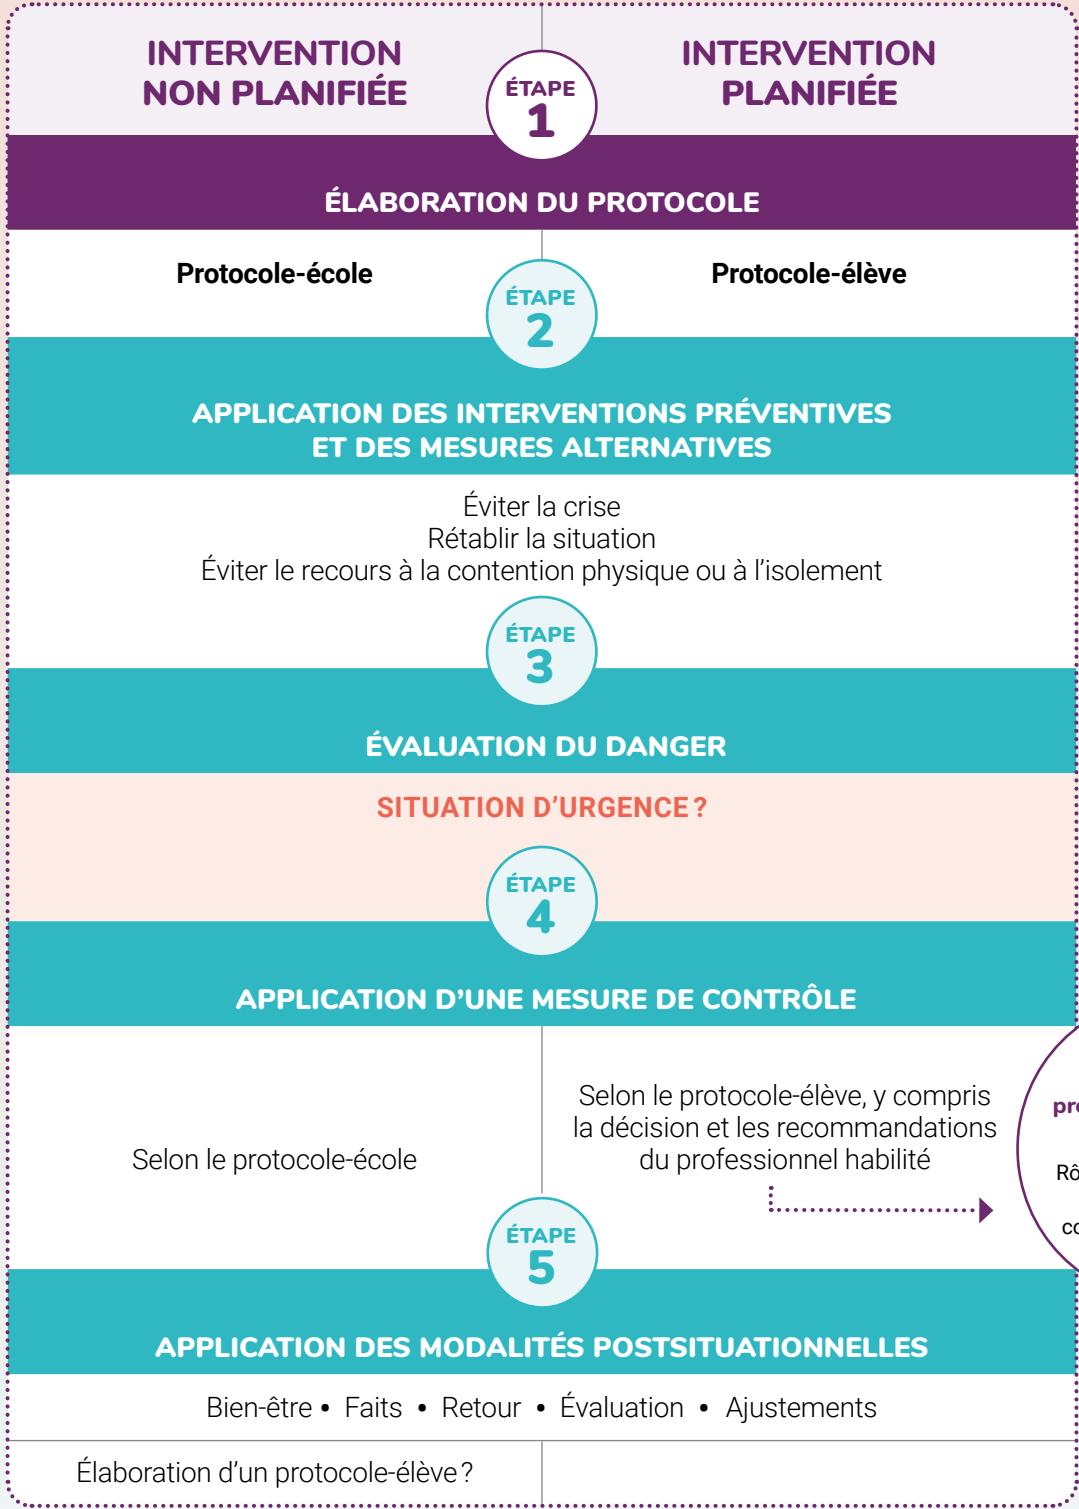 INTERVENTION
NON PLANIFIÉE
INTERVENTION
PLANIFIÉE
ÉTAPE
1
ÉLABORATION DU PROTOCOLE
Protocole-école
Protocole-élève
ÉTAPE
2
APPLICATION DES INTERVENTIONS PRÉVENTIVES
ET DES MESURES ALTERNATIVES
Éviter la crise
Rétablir la situation
Éviter le recours à la contention physique ou à l'isolement
ÉTAPE
3
ÉVALUATION DU DANGER
SITUATION D'URGENCE ?
ÉTAPE
4
APPLICATION D'UNE MESURE DE CONTRÔLE
Selon le protocole-école
Selon le protocole-élève, y compris
la décision et les recommandations
du professionnel habilité
ÉTAPE
5
APPLICATION DES MODALITÉS POSTSITUATIONNELLES
Bien-être • Faits • Retour • Évaluation • Ajustements
Élaboration d'un protocole-élève ?